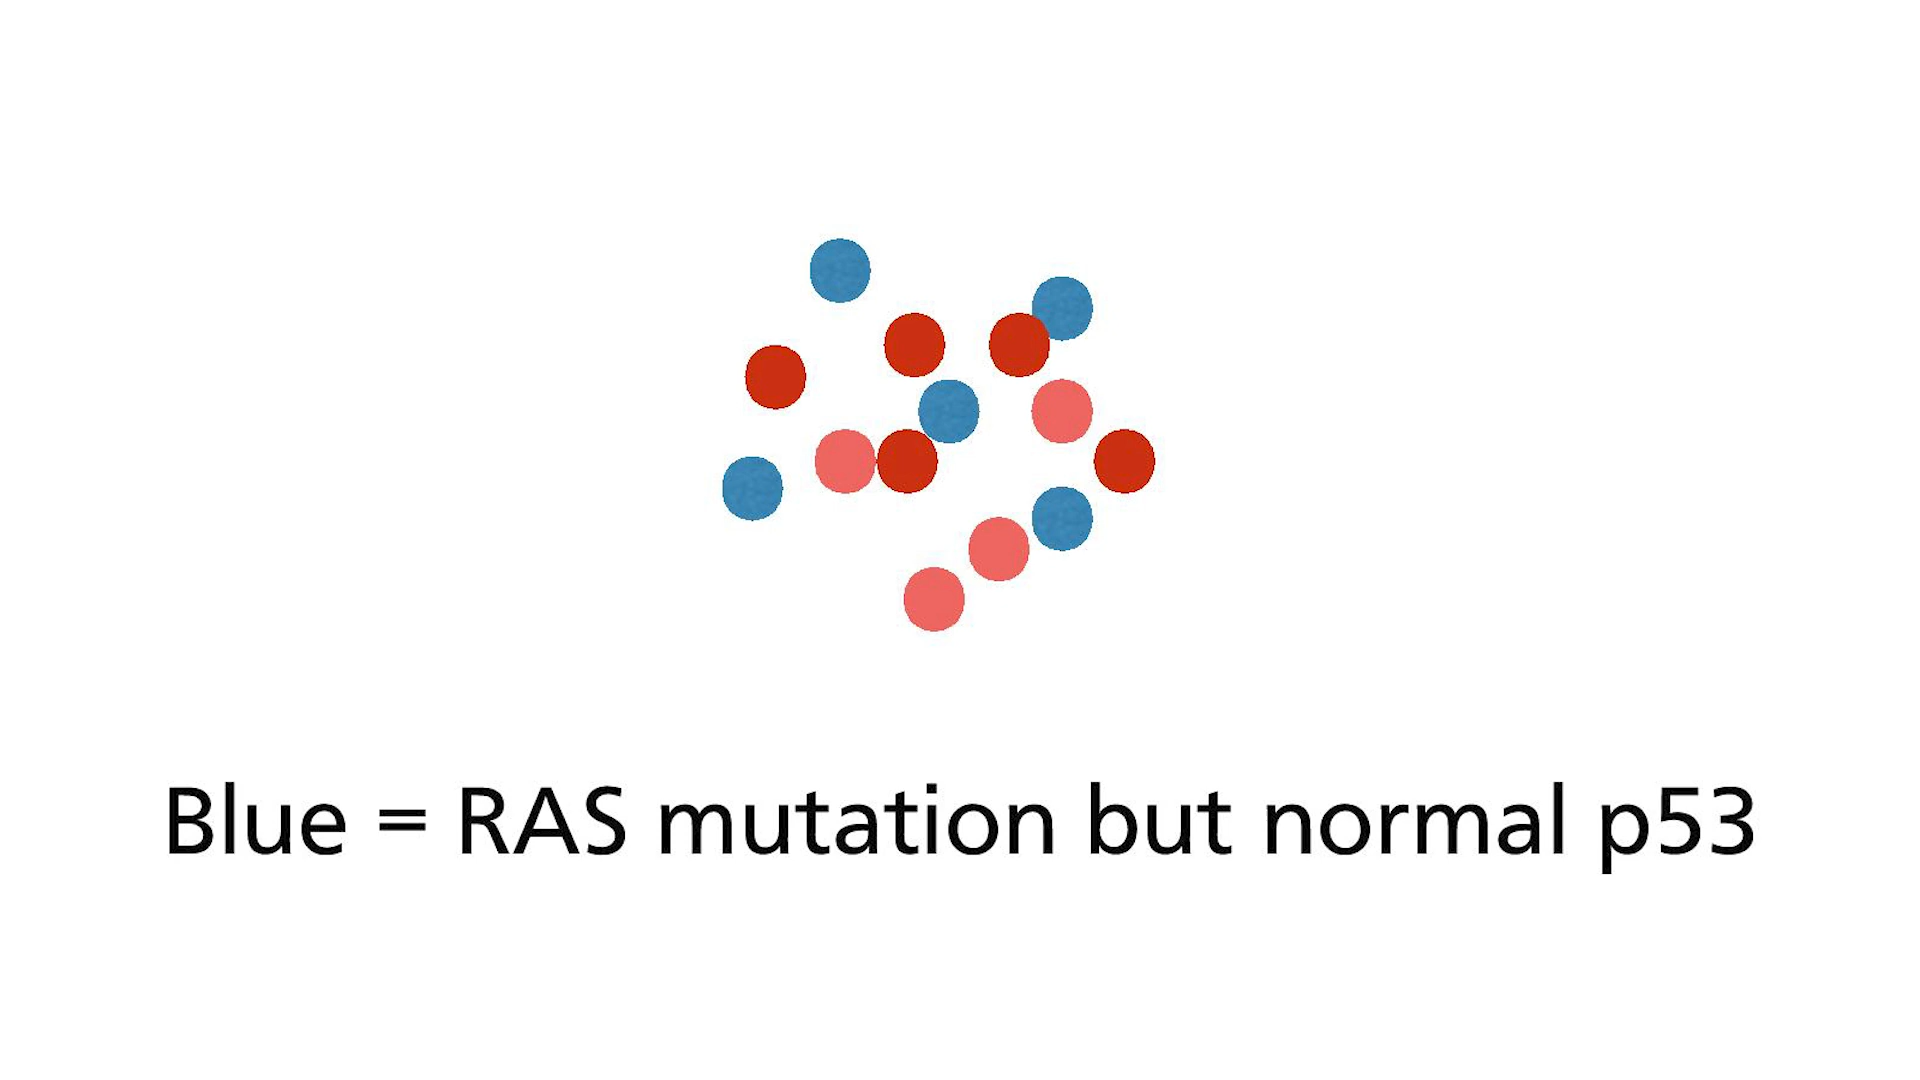 Blue = RAS mutation but normal p53